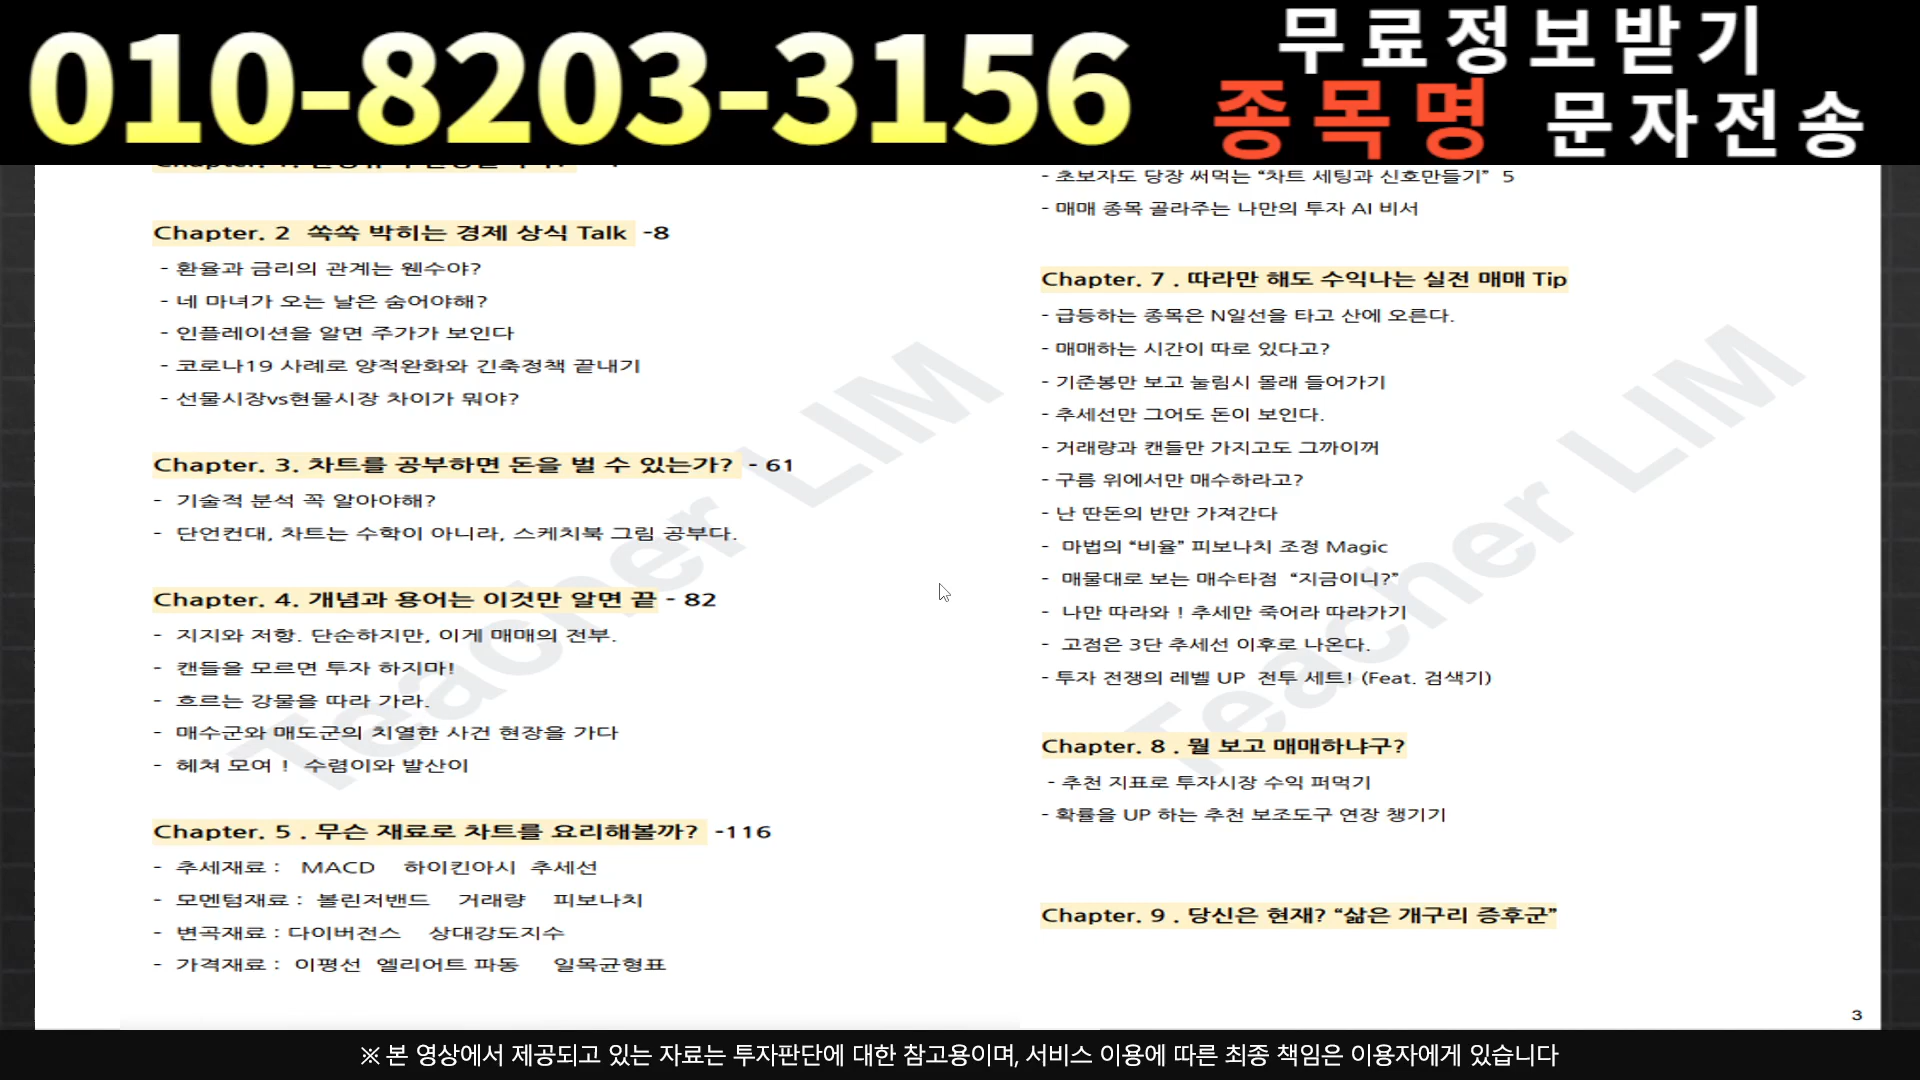 010-8203-3156
무료정보받기
종목명 문자전송
Chapter. 2 쏙쏙 박히는 경제 상식 Talk -8
- 환율과 금리의 관계는 웬수야?
- 네 마녀가 오는 날은 숨어야해?
- 인플레이션을 알면 주가가 보인다
- 코로나19 사례로 양적완화와 긴축정책 끝내기
- 선물시장vs현물시장 차이가 뭐야?
Chapter. 3. 차트를 공부하면 돈을 벌 수 있는가? - 61
- 기술적 분석 꼭 알아야해?
- 단언컨대, 차트는 수학이 아니라, 스케치북 그림 공부다.
Chapter. 4. 개념과 용어는 이것만 알면 끝 - 82
- 지지와 저항. 단순하지만, 이게 매매의 전부.
- 캔들을 모르면 투자 하지마!
- 흐르는 강물을 따라 가라.
- 매수군와 매도군의 치열한 사건 현장을 가다
- 헤쳐 모여 ! 수렴이와 발산이
Chapter. 5 . 무슨 재료로 차트를 요리해볼까? -116
- 추세재료 : MACD 하이킨아시 추세선
- 모멘텀재료 : 볼린저밴드 거래량 피보나치
- 변곡재료 : 다이버전스 상대강도지수
- 가격재료 : 이평선 엘리어트 파동 일목균형표
- 초보자도 당장 써먹는 “차트 세팅과 신호만들기” 5
- 매매 종목 골라주는 나만의 투자 AI 비서
Chapter. 7 . 따라만 해도 수익나는 실전 매매 Tip
- 급등하는 종목은 N일선을 타고 산에 오른다.
- 매매하는 시간이 따로 있다고?
- 기준봉만 보고 눌림시 몰래 들어가기
- 추세선만 그어도 돈이 보인다.
- 거래량과 캔들만 가지고도 그까이꺼
- 구름 위에서만 매수하라고?
- 난 딴돈의 반만 가져간다
- 마법의 “비율” 피보나치 조정 Magic
- 매물대로 보는 매수타점 “지금이니?”
- 나만 따라와 ! 추세만 죽어라 따라가기
- 고점은 3단 추세선 이후로 나온다.
- 투자 전쟁의 레벨 UP 전투 세트! (Feat. 검색기)
Chapter. 8 . 뭘 보고 매매하냐구?
- 추천 지표로 투자시장 수익 퍼먹기
- 확률을 UP 하는 추천 보조도구 연장 챙기기
Chapter. 9 . 당신은 현재? “삶은 개구리 증후군”
Teacher LIM
Teacher LIM
3
※ 본 영상에서 제공되고 있는 자료는 투자판단에 대한 참고용이며, 서비스 이용에 따른 최종 책임은 이용자에게 있습니다